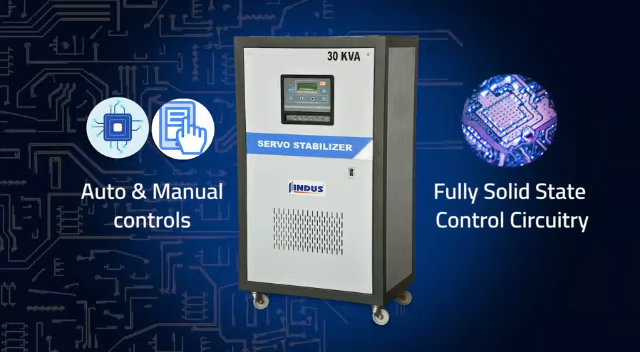 30 KVA
SERVO STABILIZER
INDUS
Auto & Manual
controls
Fully Solid State
Control Circuitry